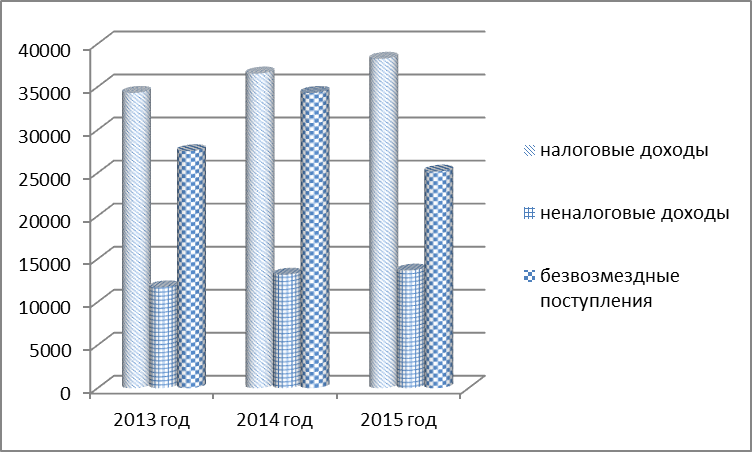 40000
35000
30000
25000
20000
15000
10000
5000
0
2013 год
2014 год
2015 год
налоговые доходы
неналоговые доходы
безвозмездные
поступления